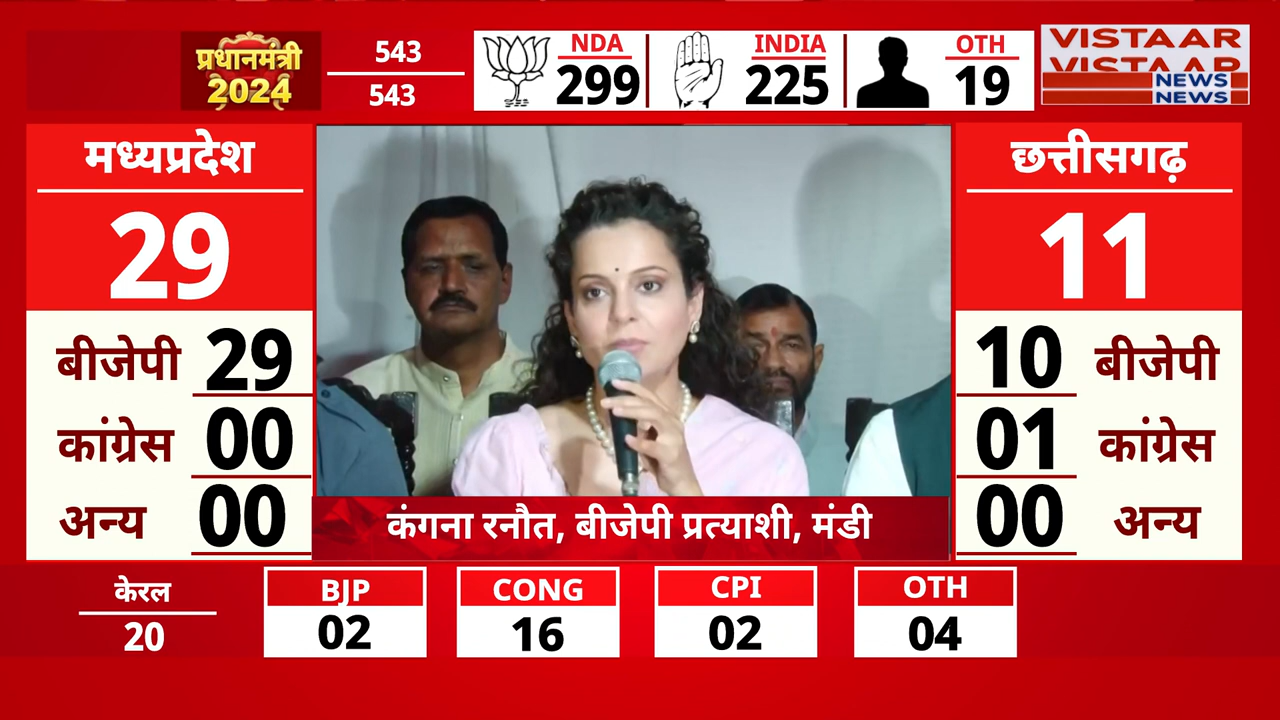 प्रधानमंत्री
2024
543
543
NDA
299
INDIA
225
OTH
19
VISTAAR
VISTAAR
NEWS
NEWS
मध्यप्रदेश
29
बीजेपी 29
कांग्रेस 00
अन्य 00
छत्तीसगढ़
11
10 बीजेपी
01 कांग्रेस
00 अन्य
कंगना रनौत, बीजेपी प्रत्याशी, मंडी
केरल
20
BJP
02
CONG
16
CPI
02
OTH
04